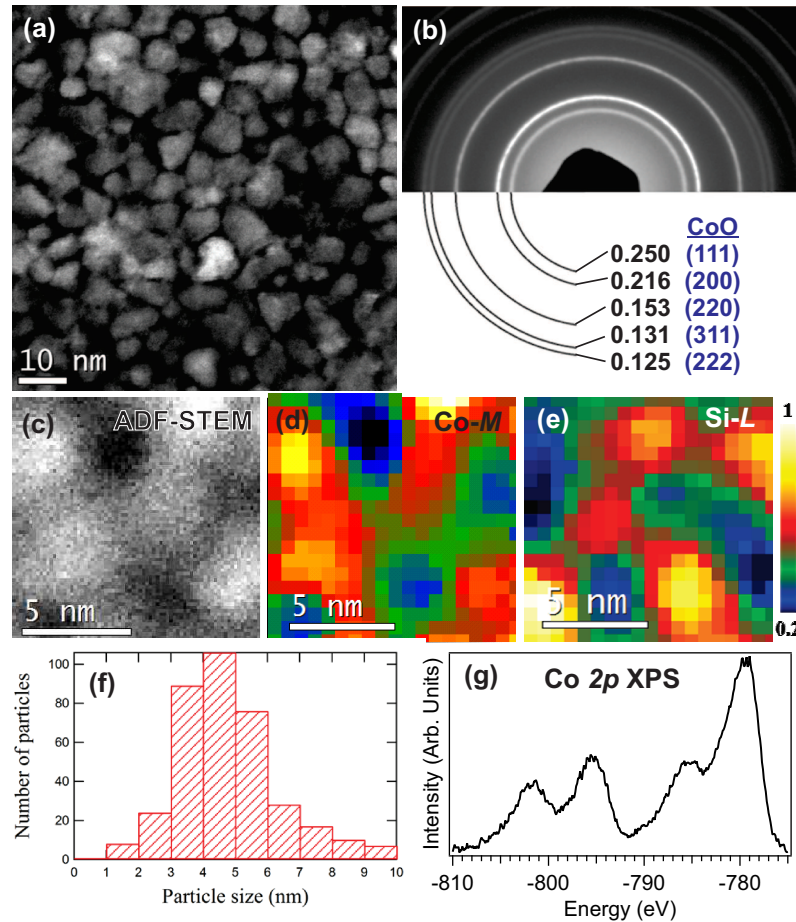 (a)
10 nm
(b)
CoO
0.250 (111)
0.216 (200)
0.153 (220)
0.131 (311)
0.125 (222)
(c) ADF-STEM
5 nm
(d) Co-M
5 nm
(e) Si-L
5 nm
1
0.2
(f)
Number of particles
100
80
60
40
20
0
0 1 2 3 4 5 6 7 8 9 10
Particle size (nm)
(g) Co 2p XPS
Intensity (Arb. Units)
-810 -800 -790 -780
Energy (eV)